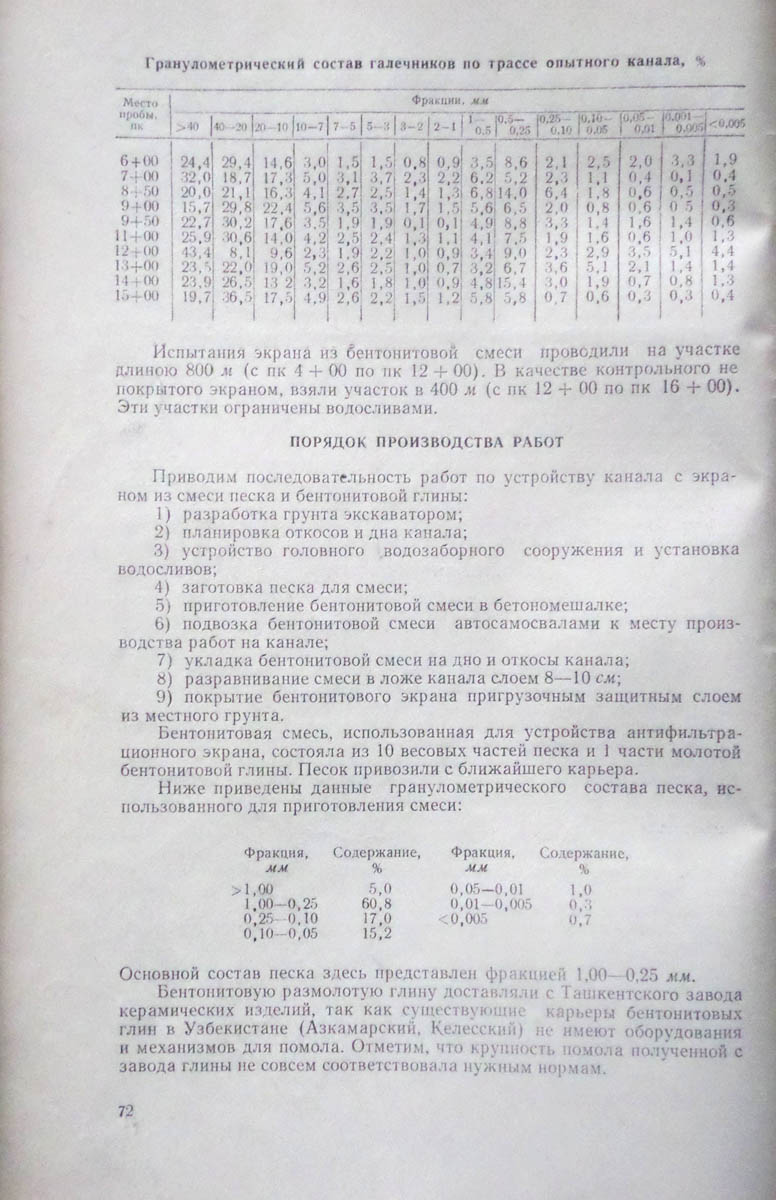 Гранулометрический состав галечников по трассе опытного канала, %
Место пробы, пк | Фракции, мм
>40 | 40—20 | 20—10 | 10—7 | 7—5 | 5—3 | 3—2 | 2—1 | 1—0,5 | 0,5—0,25 | 0,25—0,10 | 0,10—0,05 | 0,05—0,01 | 0,001—0,005 | <0,005
6+00 24,4 29,4 14,6 3,0 1,5 1,5 0,8 0,9 3,5 8,6 2,1 2,5 2,0 3,3 1,9
7+00 32,0 18,7 17,3 5,0 3,1 3,7 2,3 2,2 6,2 5,2 2,3 1,1 0,4 0,1 0,4
8+50 20,0 21,1 16,3 4,1 2,7 2,5 1,4 1,3 6,8 14,0 6,4 1,8 0,6 0,5 0,5
9+00 15,7 29,8 22,4 5,6 3,5 3,5 1,7 1,5 5,6 6,5 2,0 0,8 0,6 0 5 0,3
9+50 22,7 30,2 17,6 3,5 1,9 1,9 0,1 0,1 4,9 8,8 3,3 1,4 1,6 1,4 0,6
11+00 25,9 30,6 14,0 4,2 2,5 2,4 1,3 1,1 4,1 7,5 1,9 1,6 0,6 1,0 1,3
12+00 43,4 8,1 9,6 2,3 1,9 2,2 1,0 0,9 3,4 9,0 2,3 2,9 3,5 5,1 4,4
13+00 23,5 22,0 19,0 5,2 2,6 2,5 1,0 0,7 3,2 6,7 3,6 5,1 2,1 1,4 1,4
14+00 23,9 26,5 13 2 3,2 1,6 1,8 1,0 0,9 4,8 15,4 3,0 1,9 0,7 0,8 1,3
15+00 19,7 36,5 17,5 4,9 2,6 2,2 1,5 1,2 5,8 5,8 0,7 0,6 0,3 0,3 0,4
Испытания экрана из бентонитовой смеси проводили на участке
длиною 800 м (с пк 4 + 00 по пк 12 + 00). В качестве контрольного не
покрытого экраном, взяли участок в 400 м (с пк 12 + 00 по пк 16 + 00).
Эти участки ограничены водосливами.
ПОРЯДОК ПРОИЗВОДСТВА РАБОТ
Приводим последовательность работ по устройству канала с экра-
ном из смеси песка и бентонитовой глины:
1) разработка грунта экскаватором;
2) планировка откосов и дна канала;
3) устройство головного водозаборного сооружения и установка
водосливов;
4) заготовка песка для смеси;
5) приготовление бентонитовой смеси в бетономешалке;
6) подвозка бентонитовой смеси автосамосвалами к месту произ-
водства работ на канале;
7) укладка бентонитовой смеси на дно и откосы канала;
8) разравнивание смеси в ложе канала слоем 8—10 см;
9) покрытие бентонитового экрана пригрузочным защитным слоем
из местного грунта.
Бентонитовая смесь, использованная для устройства антифильтра-
ционного экрана, состояла из 10 весовых частей песка и 1 части молотой
бентонитовой глины. Песок привозили с ближайшего карьера.
Ниже приведены данные гранулометрического состава песка, ис-
пользованного для приготовления смеси:
Фракция, Содержание, Фракция, Содержание,
мм % мм %
>1,00 5,0 0,05—0,01 1,0
1,00—0,25 60,8 0,01—0,005 0,3
0,25—0,10 17,0 <0,005 0,7
0,10—0,05 15,2
Основной состав песка здесь представлен фракцией 1,00—0,25 мм.
Бентонитовую размолотую глину доставляли с Ташкентского завода
керамических изделий, так как существующие карьеры бентонитовых
глин в Узбекистане (Азкамарский, Келесский) не имеют оборудования
и механизмов для помола. Отметим, что крупность помола полученной с
завода глины не совсем соответствовала нужным нормам.
72